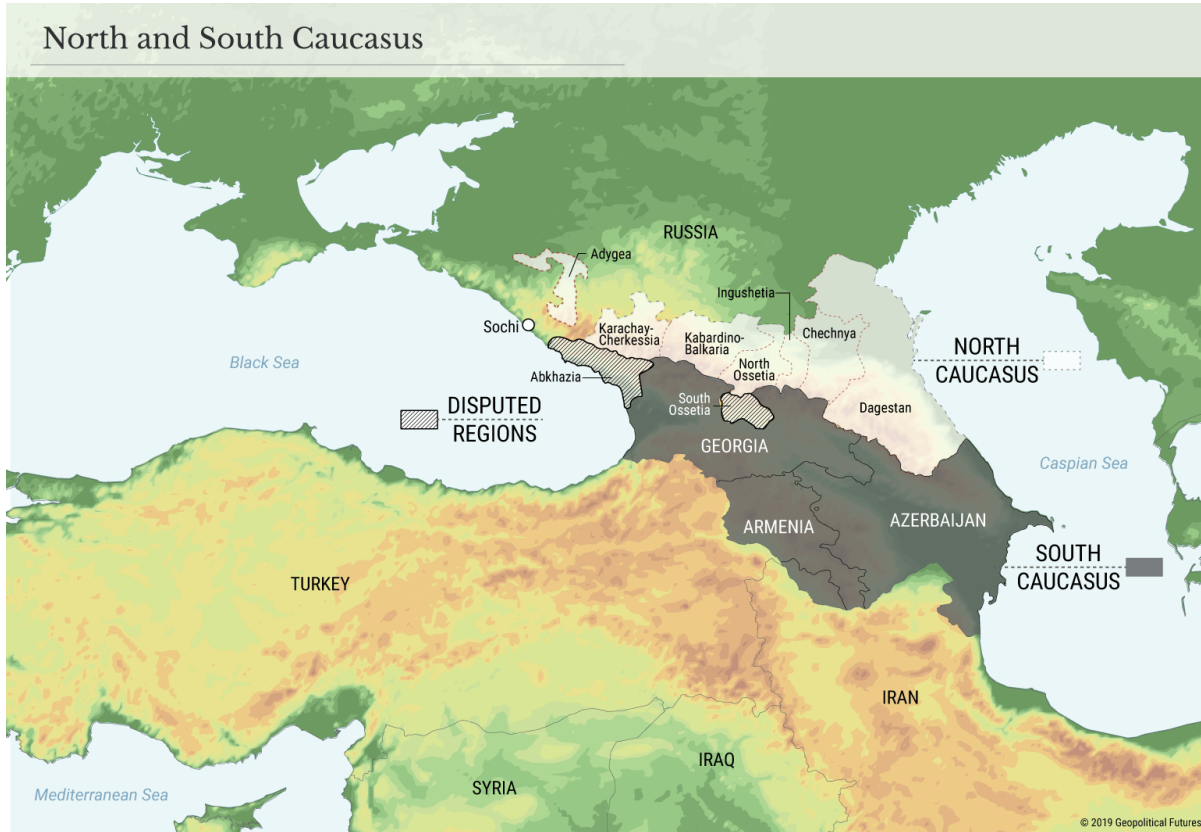 North and South Caucasus
RUSSIA
Adygea
Ingushetia
Sochi
Karachay-
Cherkessia
Kabardino-
Balkaria
Chechnya
North
Ossetia
NORTH
CAUCASUS
Black Sea
Abkhazia
DISPUTED
REGIONS
South
Ossetia
Dagestan
GEORGIA
Caspian Sea
ARMENIA
AZERBAIJAN
SOUTH
CAUCASUS
TURKEY
IRAN
IRAQ
SYRIA
Mediterranean Sea
© 2019 Geopolitical Futures